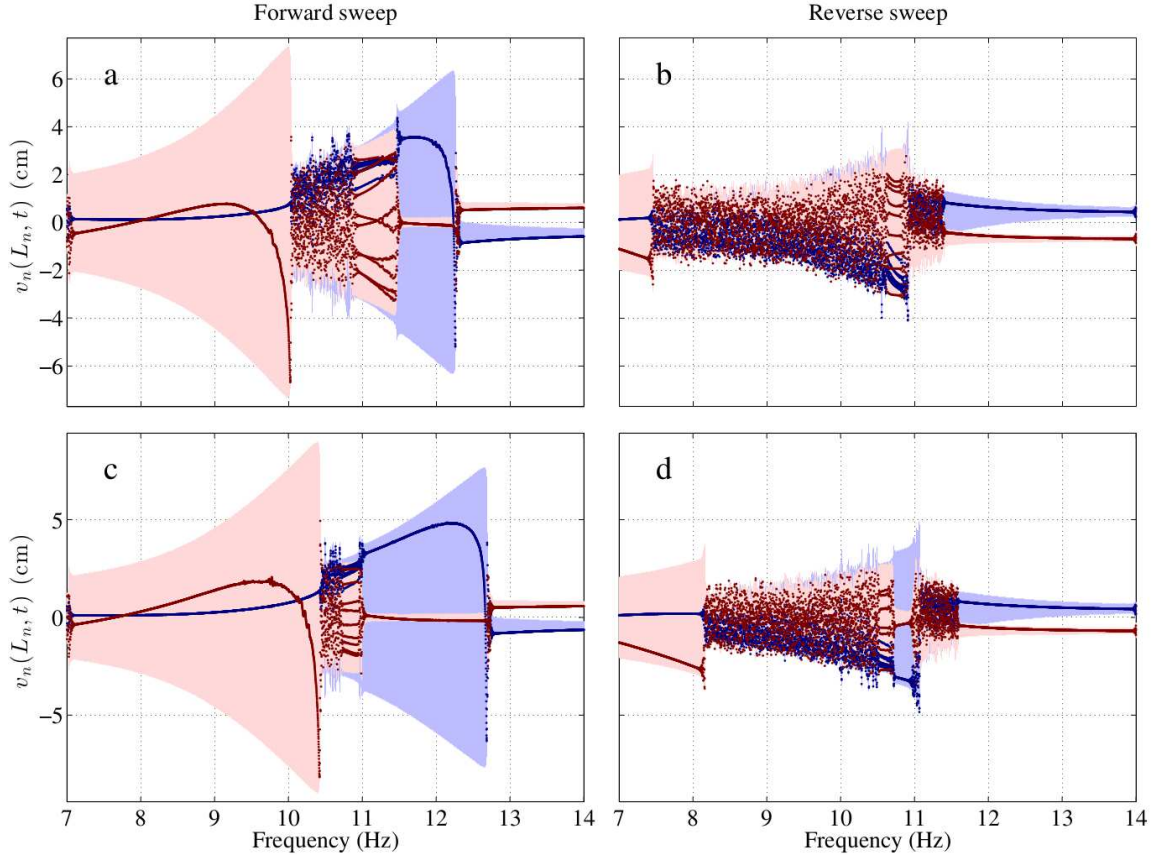 Forward sweep
Reverse sweep
a
b
6
4
2
0
−2
−4
−6
v_n(L_n, t) (cm)
c
d
5
0
−5
v_n(L_n, t) (cm)
7 8 9 10 11 12 13 14
7 8 9 10 11 12 13 14
Frequency (Hz)
Frequency (Hz)